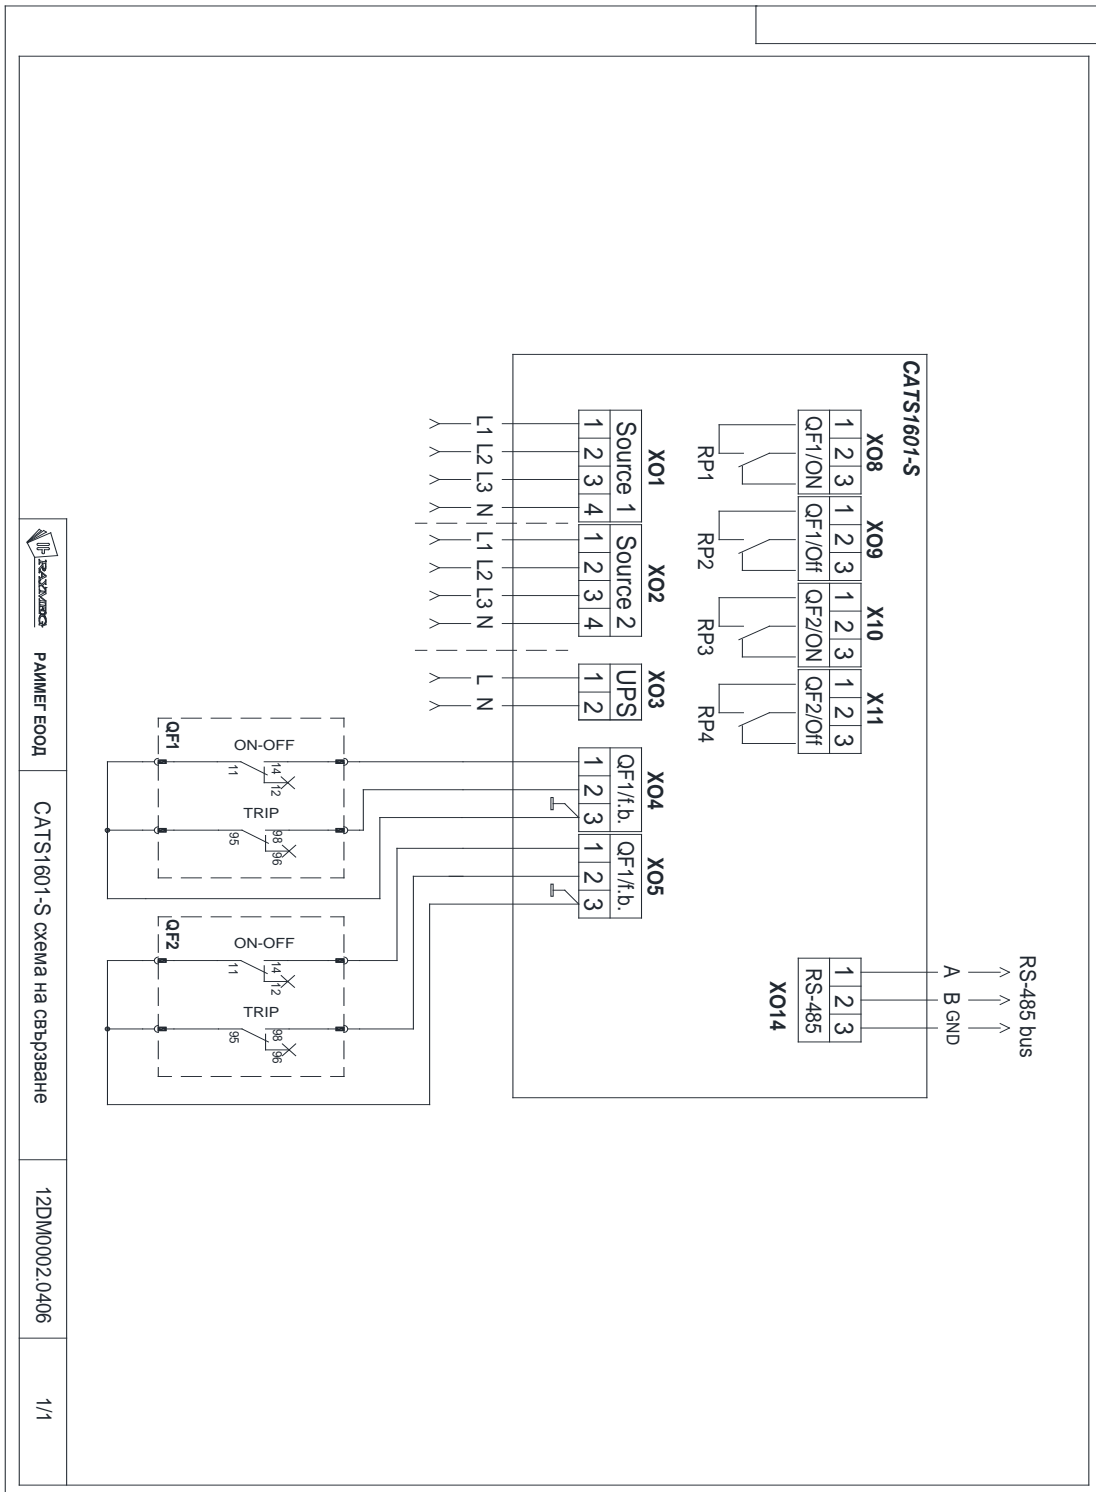 CATS1601-S
XO8
1 2 3
QF1/ON
RP1
XO9
1 2 3
QF1/Off
RP2
X10
1 2 3
QF2/ON
RP3
X11
1 2 3
QF2/Off
RP4
RS-485 bus
A B GND
1 2 3
RS-485
XO14
XO1
Source 1
1 2 3 4
L1 L2 L3 N
XO2
Source 2
1 2 3 4
L1 L2 L3 N
XO3
UPS
1 2
L N
XO4
QF1/f.b.
1 2 3
XO5
QF1/f.b.
1 2 3
QF1
ON-OFF
14
12
11
TRIP
98
96
95
QF2
ON-OFF
14
12
11
TRIP
98
96
95
RAYMEG
РАИМЕГ ЕООД
CATS1601-S схема на свързване
12DM0002.0406
1/1